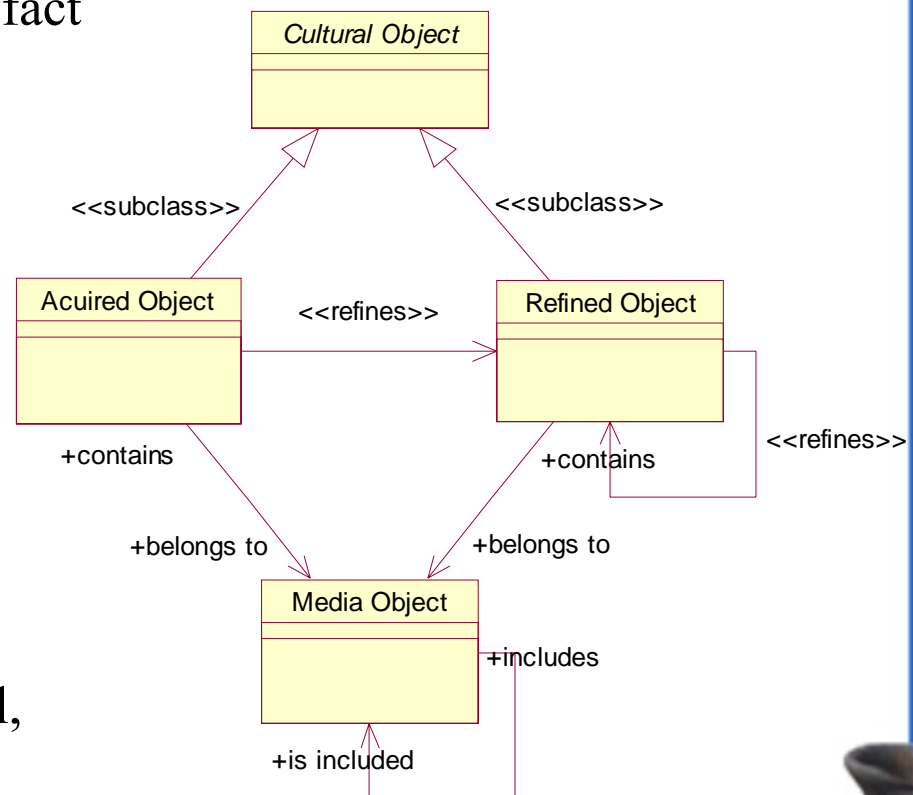 fact
Cultural Object
<<subclass>>
<<subclass>>
Acuired Object
<<refines>>
Refined Object
<<refines>>
+contains
+contains
+belongs to
+belongs to
Media Object
+includes
+is included